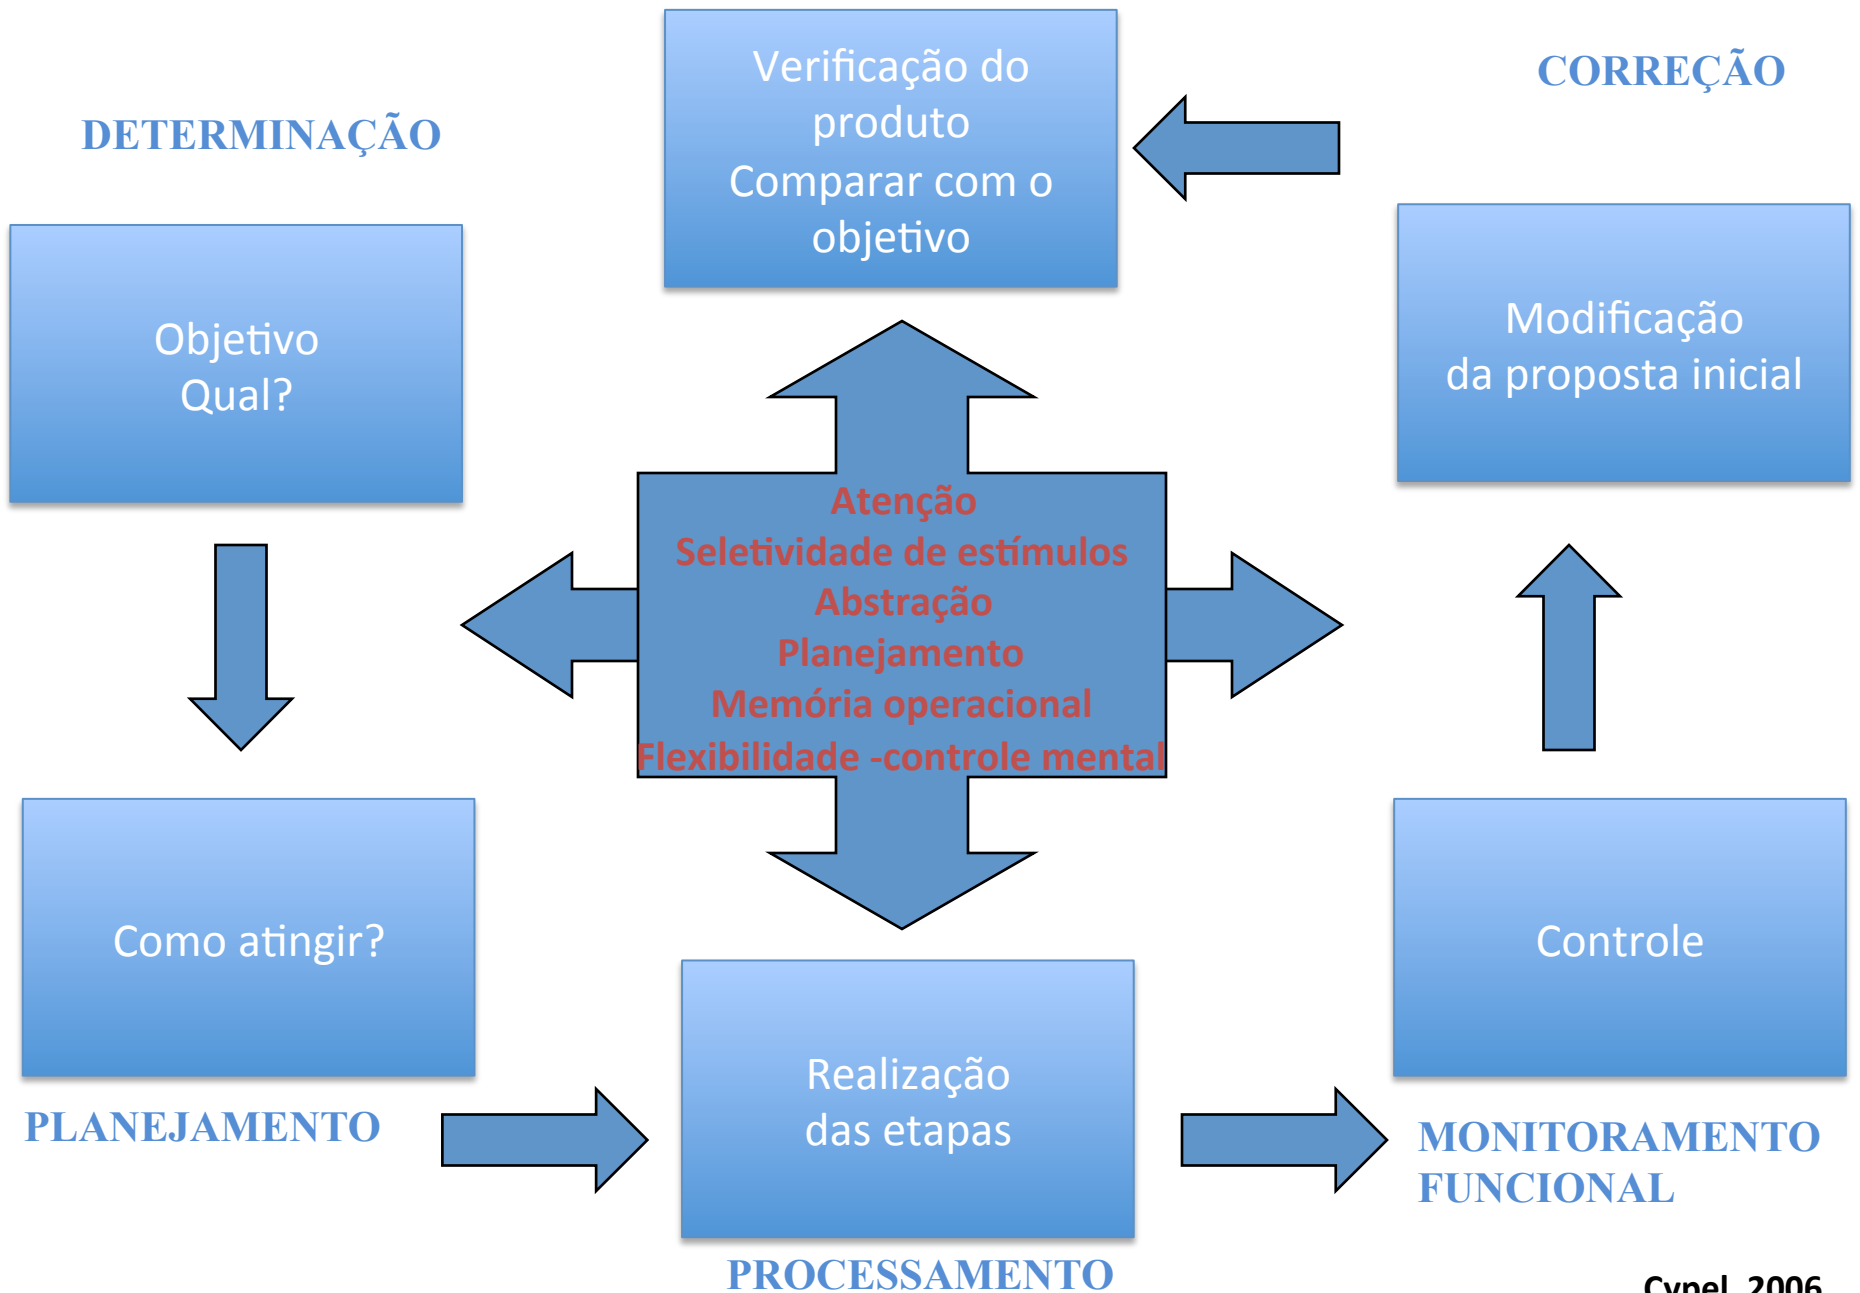 DETERMINAÇÃO
Objetivo
Qual?
Como atingir?
PLANEJAMENTO
Realização
das etapas
PROCESSAMENTO
Controle
MONITORAMENTO
FUNCIONAL
CORREÇÃO
Modificação
da proposta inicial
Verificação do
produto
Comparar com o
objetivo
Atenção
Seletividade de estímulos
Abstração
Planejamento
Memória operacional
Flexibilidade -controle mental
Cypel, 2006